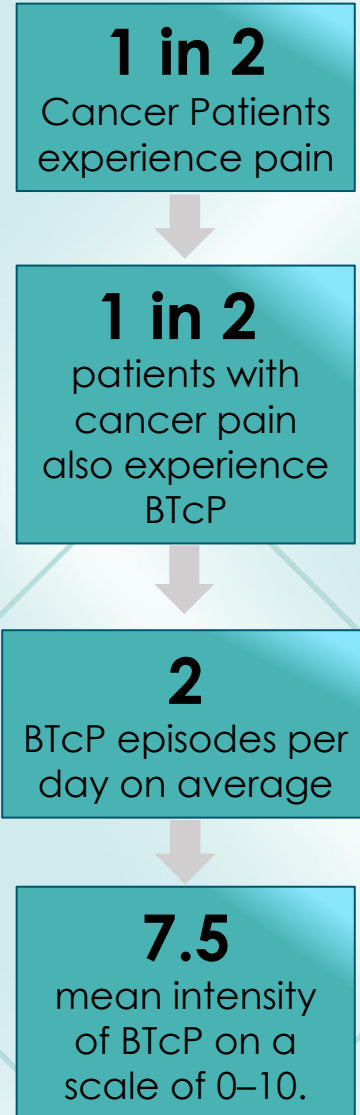 1 in 2
Cancer Patients
experience pain
1 in 2
patients with
cancer pain
also experience
BTcP
2
BTcP episodes per
day on average
7.5
mean intensity
of BTcP on a
scale of 0–10.